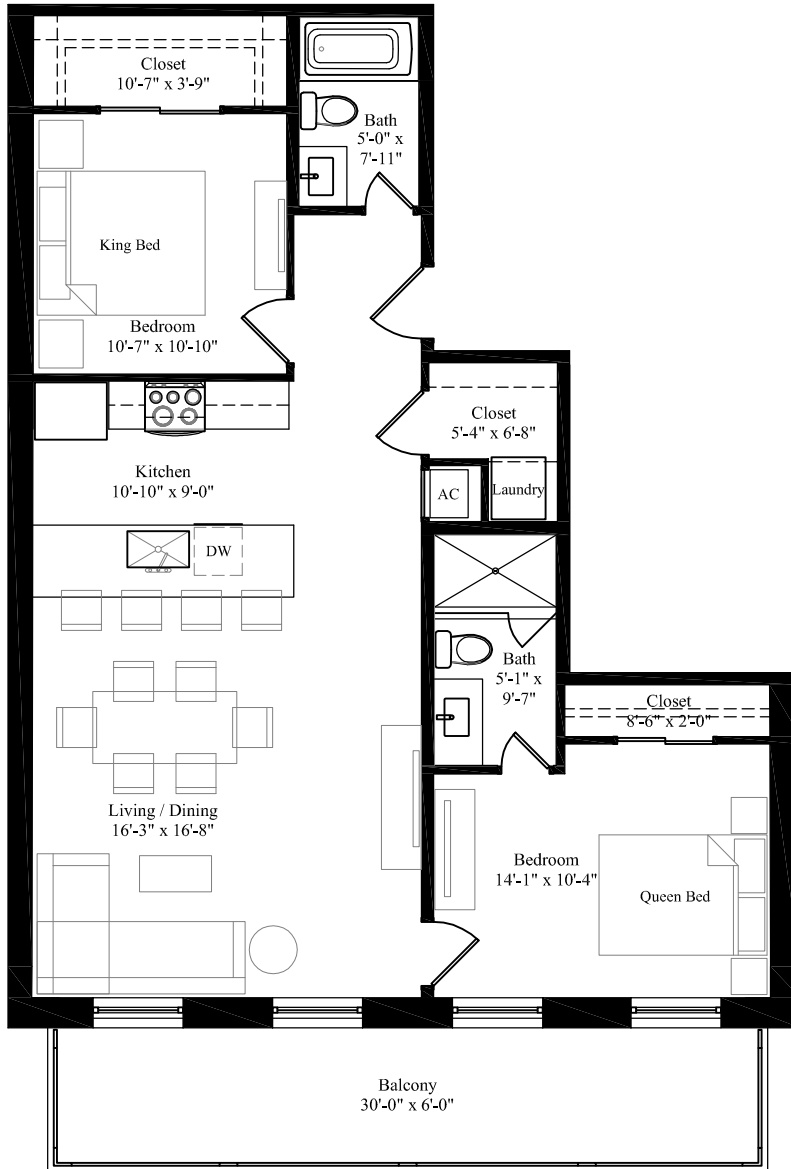 Closet
10'-7" x 3'-9"
Bath
5'-0" x
7'-11"
King Bed
Bedroom
10'-7" x 10'-10"
Closet
5'-4" x 6'-8"
Kitchen
10'-10" x 9'-0"
AC
Laundry
DW
Bath
5'-1" x
9'-7"
Closet
8'-6" x 2'-0"
Living / Dining
16'-3" x 16'-8"
Bedroom
14'-1" x 10'-4"
Queen Bed
Balcony
30'-0" x 6'-0"